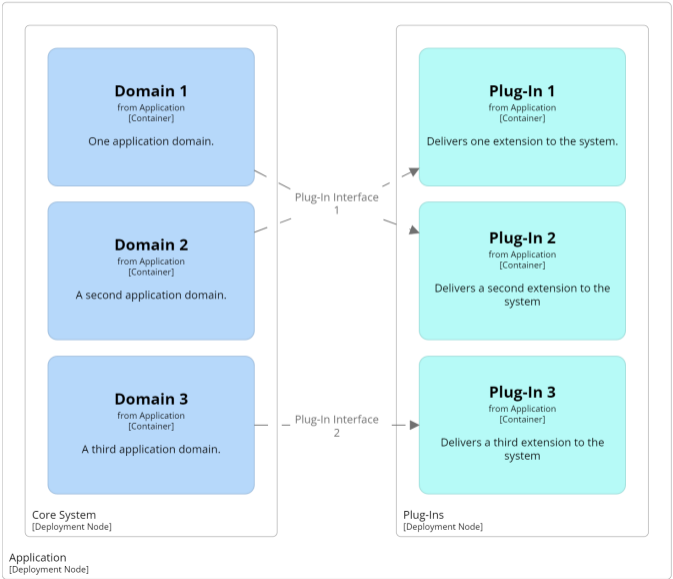 Domain 1
from Application
[Container]
One application domain.
Plug-In 1
from Application
[Container]
Delivers one extension to the system.
Plug-In Interface
1
Domain 2
from Application
[Container]
A second application domain.
Plug-In 2
from Application
[Container]
Delivers a second extension to the
system
Domain 3
from Application
[Container]
A third application domain.
Plug-In Interface
2
Plug-In 3
from Application
[Container]
Delivers a third extension to the
system
Core System
[Deployment Node]
Plug-Ins
[Deployment Node]
Application
[Deployment Node]